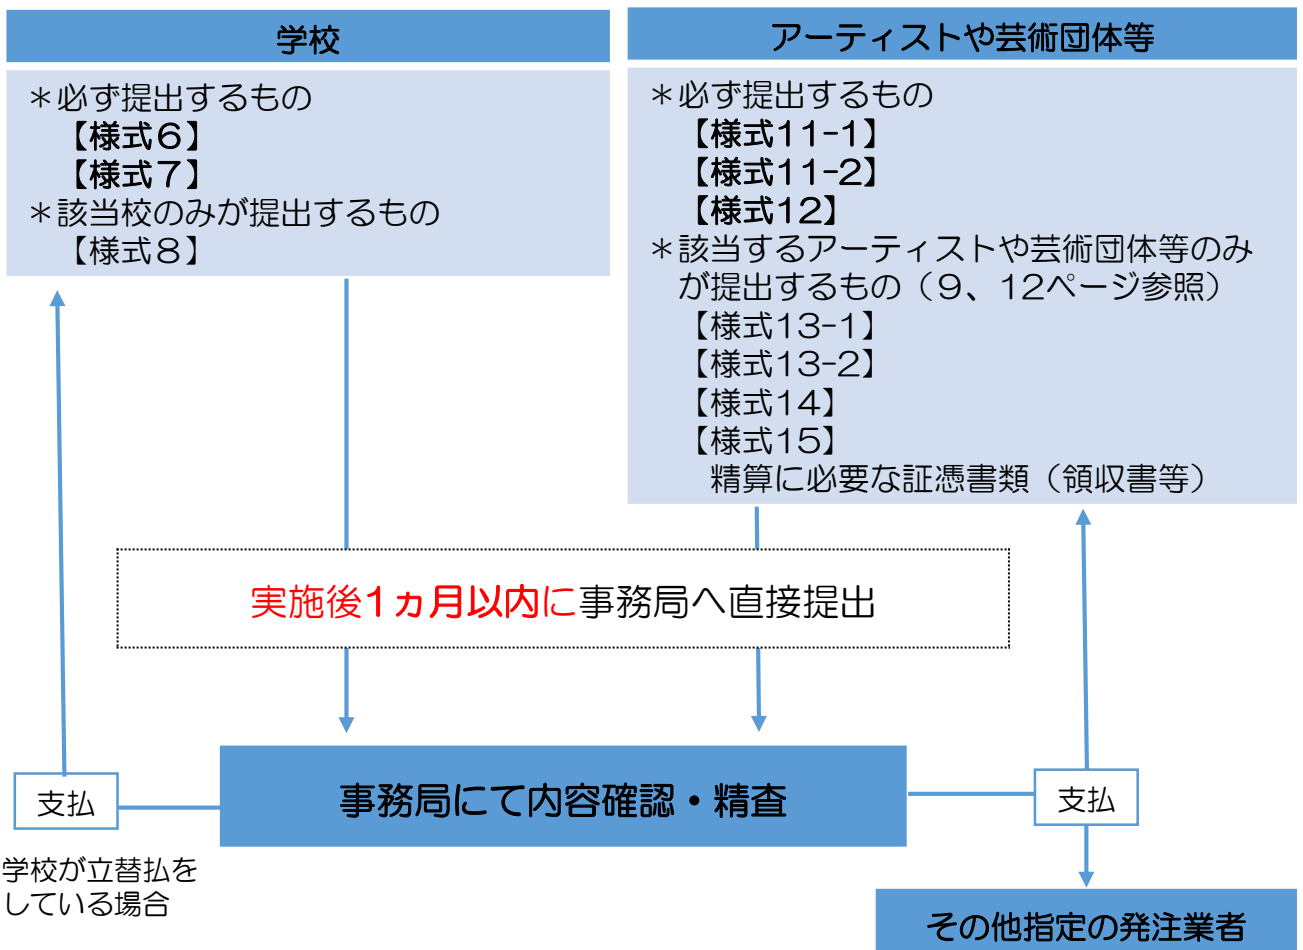 学校
＊必ず提出するもの
【様式６】
【様式７】
＊該当校のみが提出するもの
【様式８】
アーティストや芸術団体等
＊必ず提出するもの
【様式11-1】
【様式11-2】
【様式12】
＊該当するアーティストや芸術団体等のみ
が提出するもの（９、12ページ参照）
【様式13-1】
【様式13-2】
【様式14】
【様式15】
精算に必要な証憑書類（領収書等）
実施後１ヵ月以内に事務局へ直接提出
事務局にて内容確認・精査
支払
学校が立替払を
している場合
支払
その他指定の発注業者